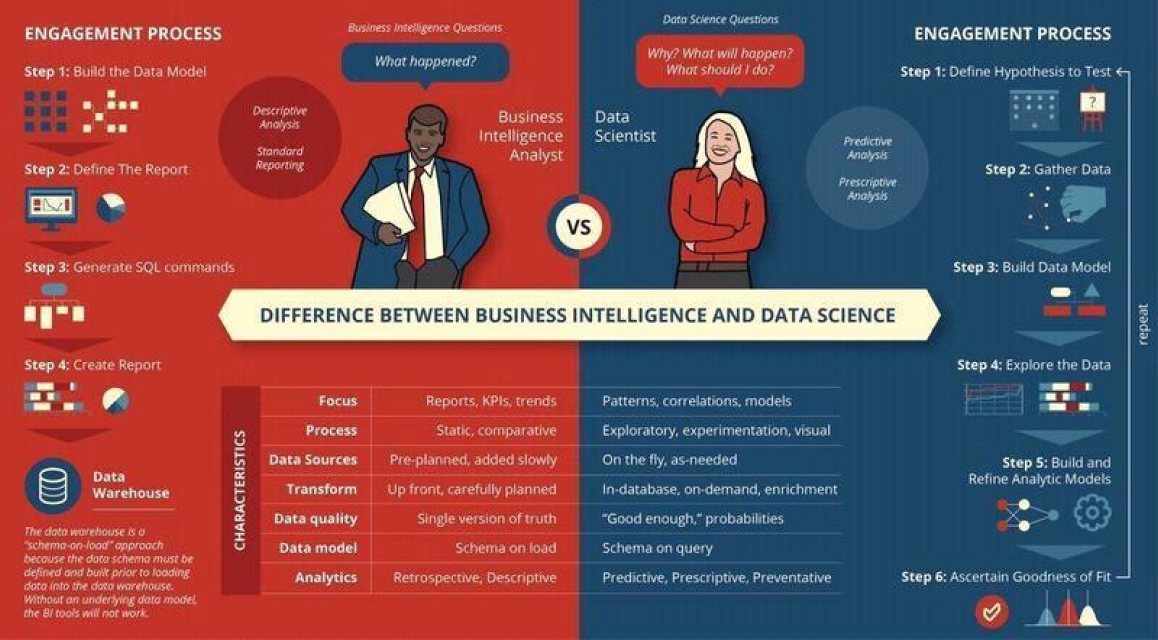 ENGAGEMENT PROCESS
Step 1: Build the Data Model
Step 2: Define The Report
Step 3: Generate SQL commands
Step 4: Create Report
Data
Warehouse
The data warehouse is a
"schema-on-load" approach
because the data schema must be
defined and built prior to loading
data into the data warehouse.
Without an underlying data model,
the BI tools will not work.
Business Intelligence Questions
What happened?
Descriptive
Analysis
Standard
Reporting
Business
Intelligence
Analyst
VS
Data Science Questions
Why? What will happen?
What should I do?
Data
Scientist
Predictive
Analysis
Prescriptive
Analysis
DIFFERENCE BETWEEN BUSINESS INTELLIGENCE AND DATA SCIENCE
CHARACTERISTICS
Focus Reports, KPIs, trends Patterns, correlations, models
Process Static, comparative Exploratory, experimentation, visual
Data Sources Pre-planned, added slowly On the fly, as-needed
Transform Up front, carefully planned In-database, on-demand, enrichment
Data quality Single version of truth "Good enough," probabilities
Data model Schema on load Schema on query
Analytics Retrospective, Descriptive Predictive, Prescriptive, Preventative
ENGAGEMENT PROCESS
Step 1: Define Hypothesis to Test
?
Step 2: Gather Data
Step 3: Build Data Model
Step 4: Explore the Data
Step 5: Build and
Refine Analytic Models
Step 6: Ascertain Goodness of Fit
repeat